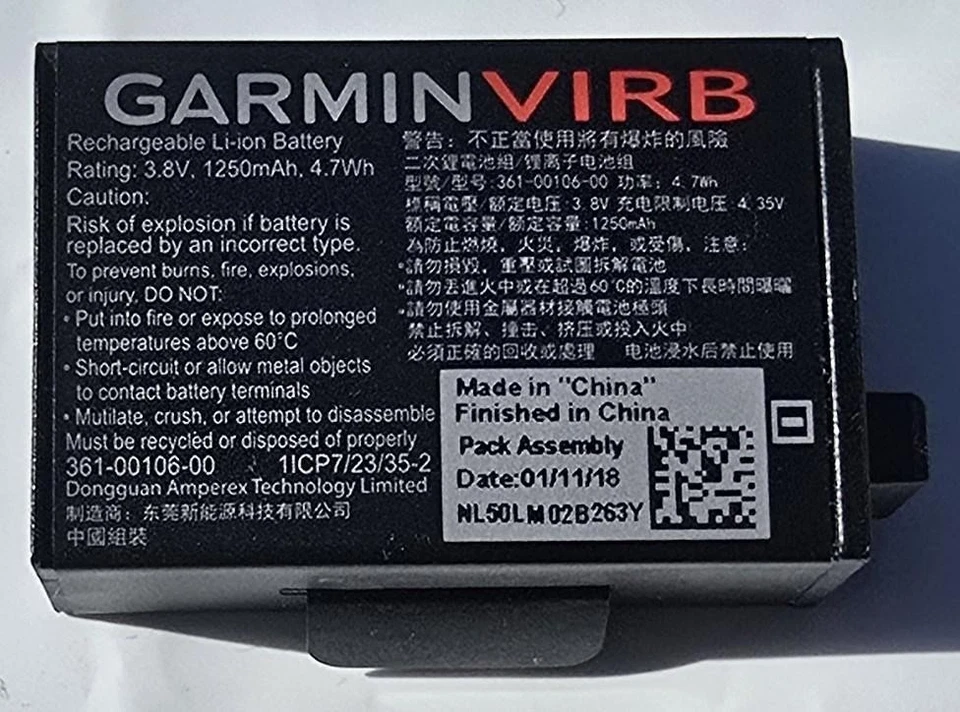 GARMIN VIRB
Rechargeable Li-ion Battery
Rating: 3.8V, 1250mAh, 4.7Wh
Caution:
Risk of explosion if battery is
replaced by an incorrect type.
To prevent burns, fire, explosions,
or injury, DO NOT:
• Put into fire or expose to prolonged
temperatures above 60°C
• Short-circuit or allow metal objects
to contact battery terminals
• Mutilate, crush, or attempt to disassemble
Must be recycled or disposed of properly
361-00106-00 1ICP7/23/35-2
Dongguan Amperex Technology Limited
制造商：东莞新能源科技有限公司
中國組裝
警告：不正當使用將有爆炸的風險
二次鋰電池組/锂离子电池组
型號/型号:361-00106-00 功率：4.7Wh
標稱電壓/额定电压:3.8V 充电限制电压:4.35V
額定電容量/额定容量:1250mAh
為防止燃燒，火災，爆炸，或受傷，注意：
•請勿損毀，重壓或試圖拆解電池
•請勿丟進火中或在超過60°C的溫度下長時間曝曬
•請勿使用金屬器材接觸電池極頭
禁止拆解、撞击、挤压或投入火中
必須正確的回收或處理 电池浸水后禁止使用
Made in "China"
Finished in China
Pack Assembly
Date:01/11/18
NL50LM02B263Y